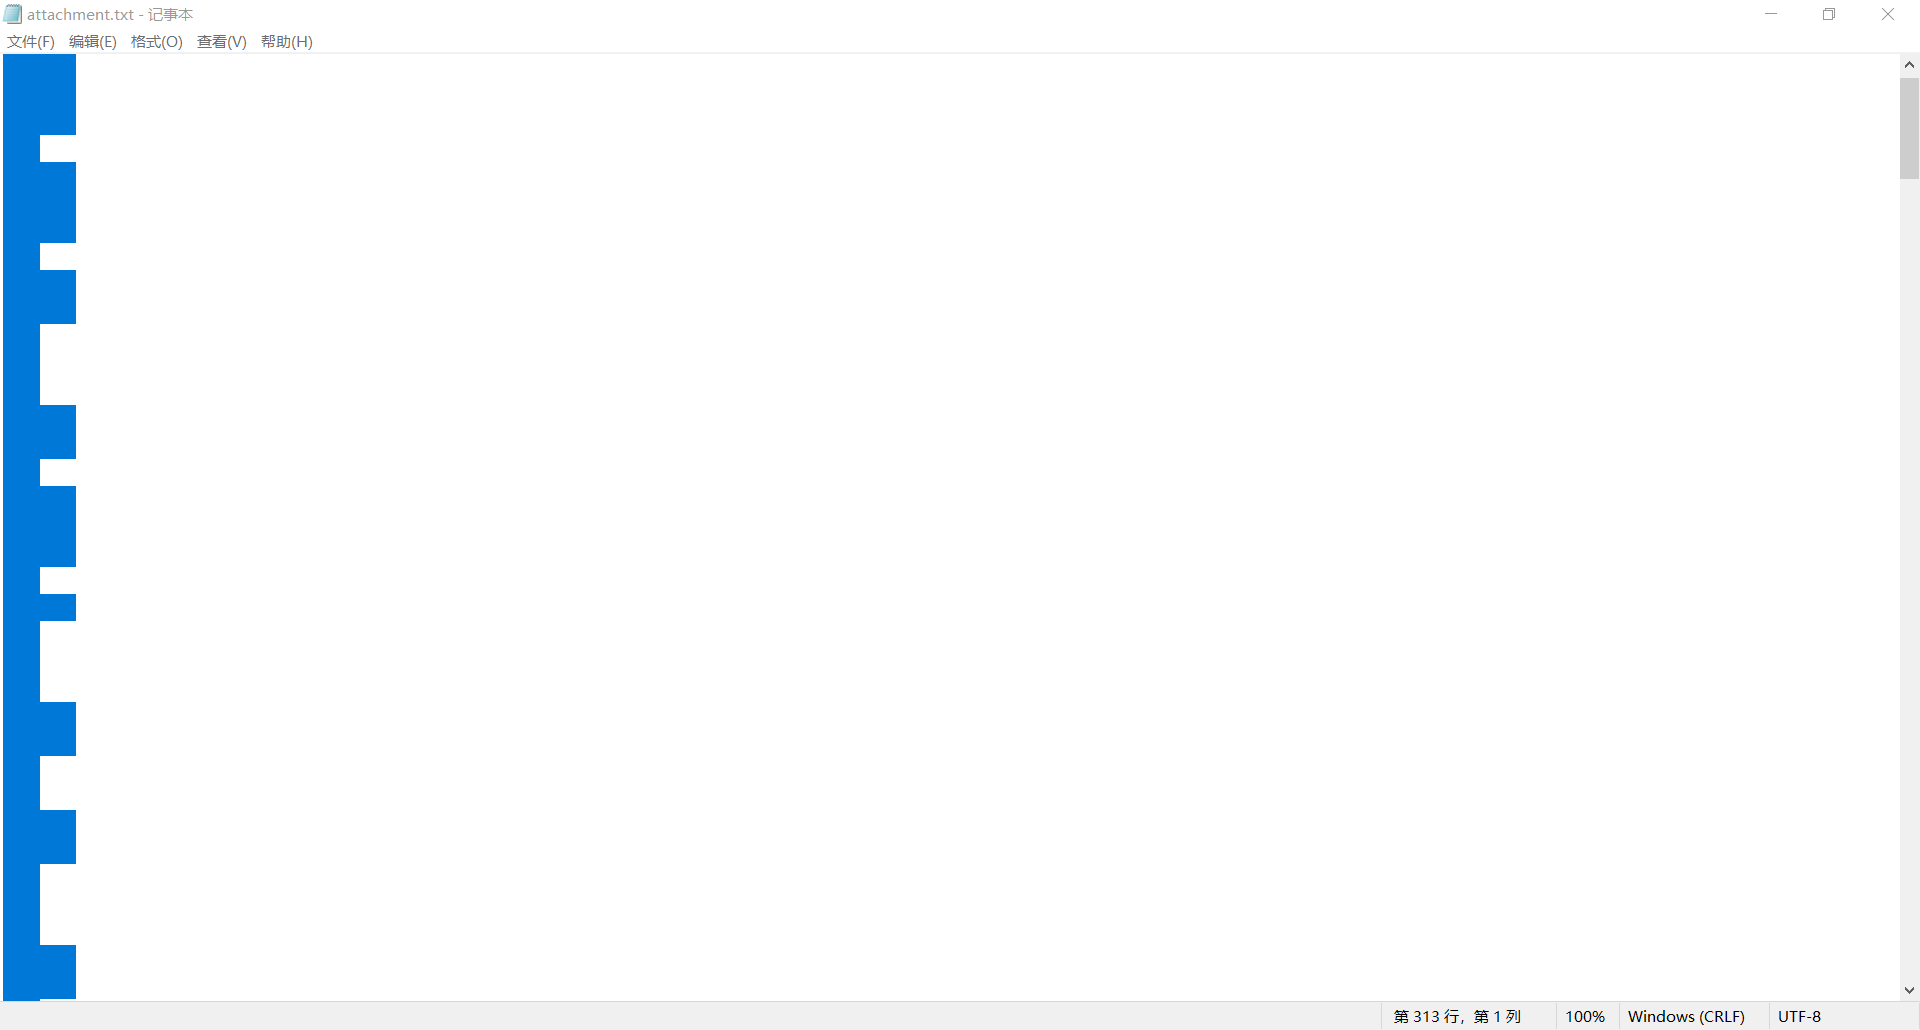 attachment.txt - 记事本
文件(F) 编辑(E) 格式(O) 查看(V) 帮助(H)
第 313 行，第 1 列 100% Windows (CRLF) UTF-8